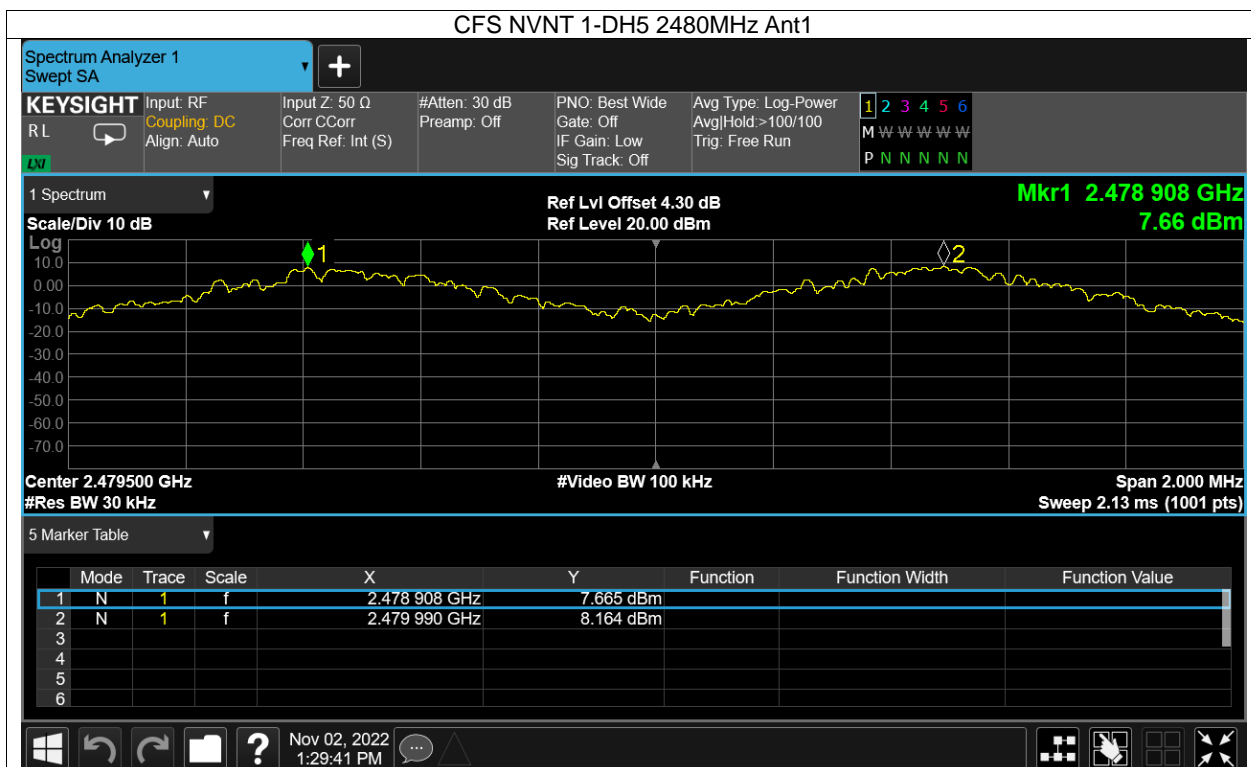 CFS NVNT 1-DH5 2480MHz Ant1
Spectrum Analyzer 1
Swept SA
+
KEYSIGHT Input: RF Input Z: 50 Ω #Atten: 30 dB PNO: Best Wide Avg Type: Log-Power 1 2 3 4 5 6
R L Coupling: DC Corr CCorr Preamp: Off Gate: Off Avg|Hold:>100/100 M W W W W W
Align: Auto Freq Ref: Int (S) IF Gain: Low Trig: Free Run
LXI Sig Track: Off P N N N N N
1 Spectrum Ref Lvl Offset 4.30 dB Mkr1 2.478 908 GHz
Scale/Div 10 dB Ref Level 20.00 dBm 7.66 dBm
Log
1 2
10.0
0.00
-10.0
-20.0
-30.0
-40.0
-50.0
-60.0
-70.0
Center 2.479500 GHz #Video BW 100 kHz Span 2.000 MHz
#Res BW 30 kHz Sweep 2.13 ms (1001 pts)
5 Marker Table
Mode Trace Scale X Y Function Function Width Function Value
1 N 1 f 2.478 908 GHz 7.665 dBm
2 N 1 f 2.479 990 GHz 8.164 dBm
3
4
5
6
? Nov 02, 2022
1:29:41 PM